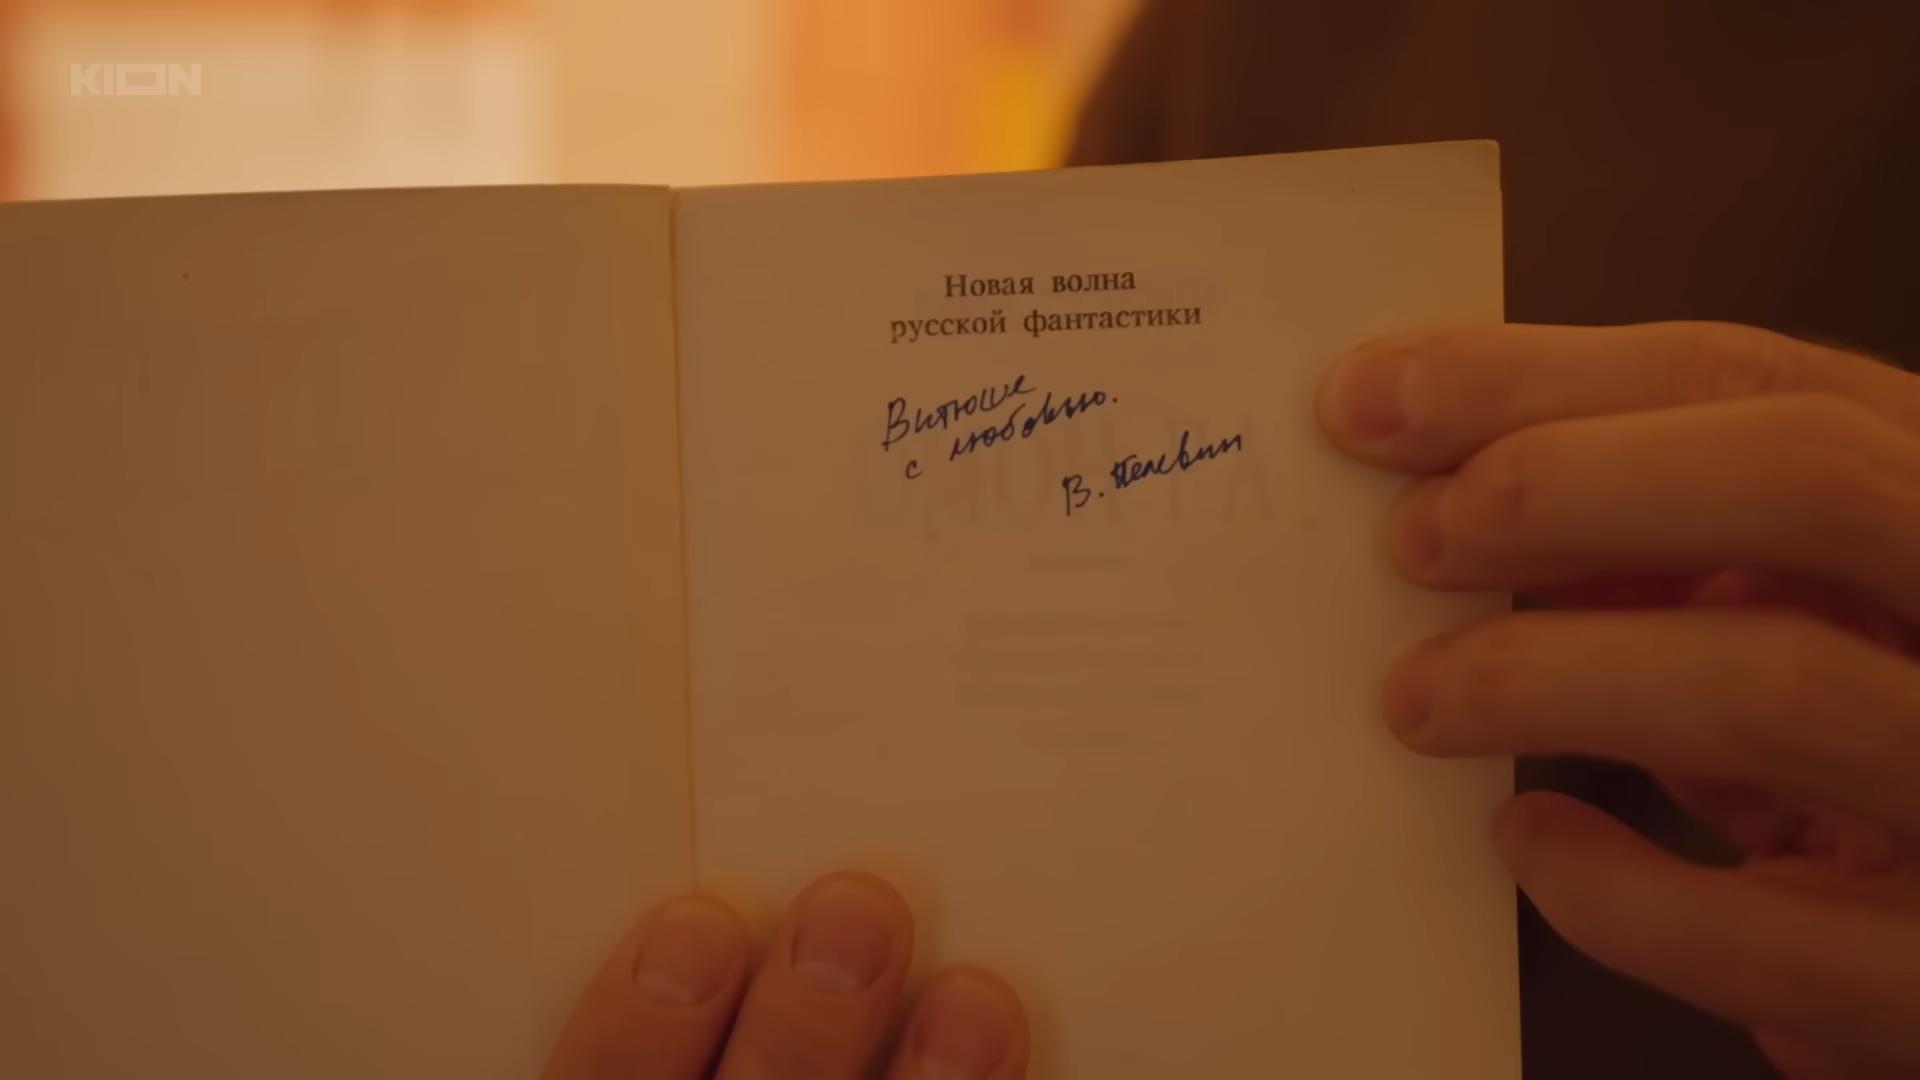 KION
Новая волна
русской фантастики
Витюше
с любовью.
В. Пелевин